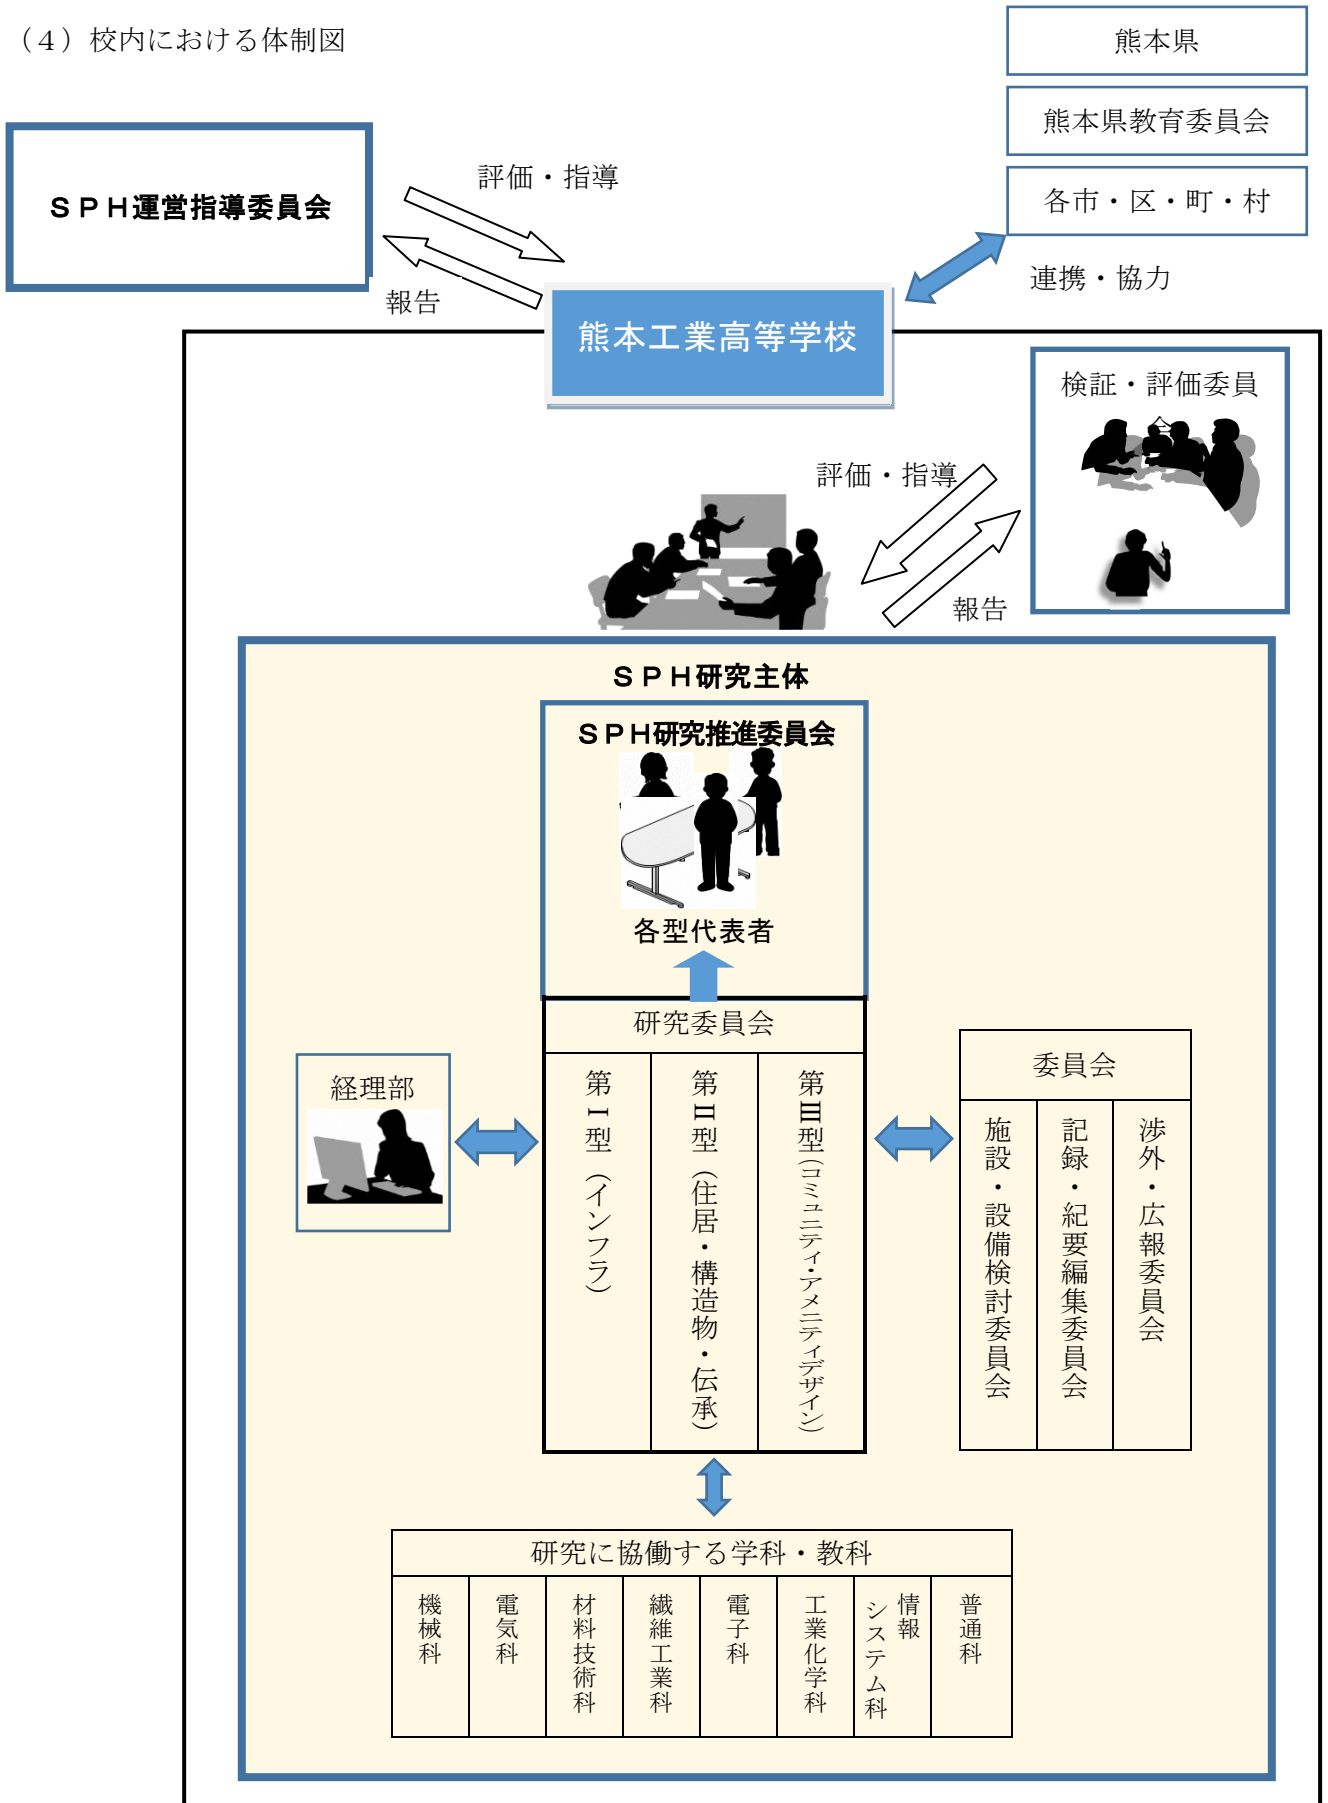 （４）校内における体制図
熊本県
熊本県教育委員会
各市・区・町・村
ＳＰＨ運営指導委員会
評価・指導
報告
連携・協力
熊本工業高等学校
検証・評価委員
会
評価・指導
報告
ＳＰＨ研究主体
ＳＰＨ研究推進委員会
各型代表者
研究委員会
第Ⅰ型（インフラ）
第Ⅱ型（住居・構造物・伝承）
第Ⅲ型（コミュニティ・アメニティデザイン）
経理部
委員会
施設・設備検討委員会
記録・紀要編集委員会
渉外・広報委員会
研究に協働する学科・教科
機械科
電気科
材料技術科
繊維工業科
電子科
工業化学科
情報
システム科
普通科